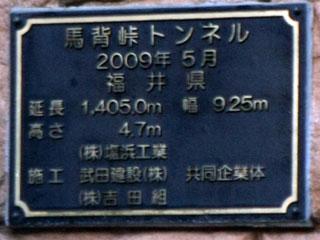 馬背峠トンネル
2009年 5月
福井県
延長 1,405.0m 幅 9.25m
高さ 4.7m
(株)塩浜工業
施工 武田建設(株) 共同企業体
(株)吉田組